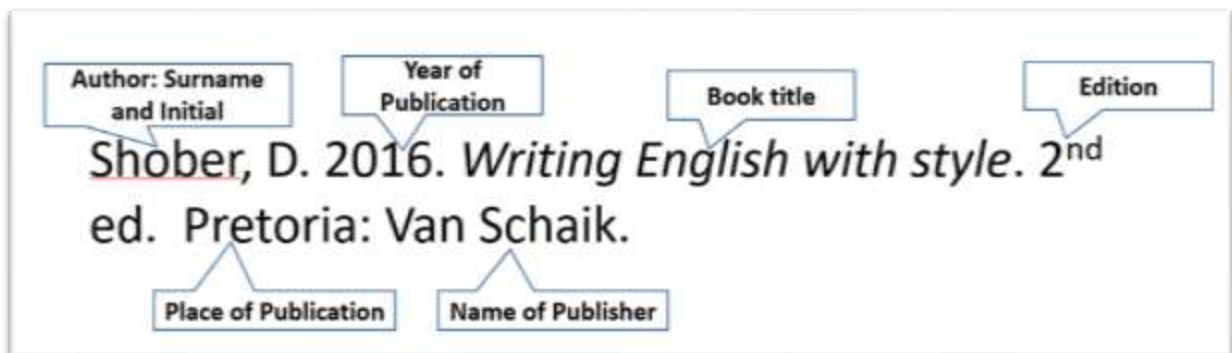 Author: Surname
and Initial
Year of
Publication
Book title
Edition
Shober, D. 2016. Writing English with style. 2nd
ed. Pretoria: Van Schaik.
Place of Publication
Name of Publisher